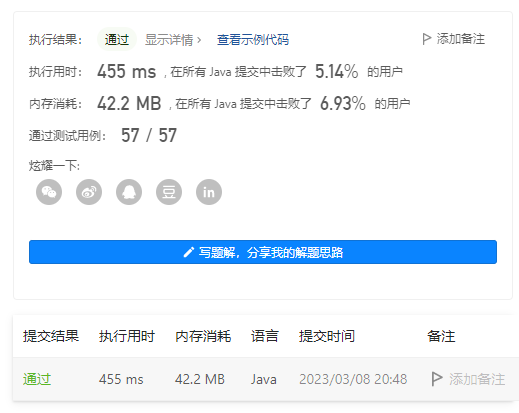 执行结果： 通过 显示详情 › 查看示例代码 添加备注
执行用时： 455 ms , 在所有 Java 提交中击败了 5.14% 的用户
内存消耗： 42.2 MB , 在所有 Java 提交中击败了 6.93% 的用户
通过测试用例： 57 / 57
炫耀一下:
豆 in
写题解，分享我的解题思路
提交结果 执行用时 内存消耗 语言 提交时间 备注
通过 455 ms 42.2 MB Java 2023/03/08 20:48 添加备注